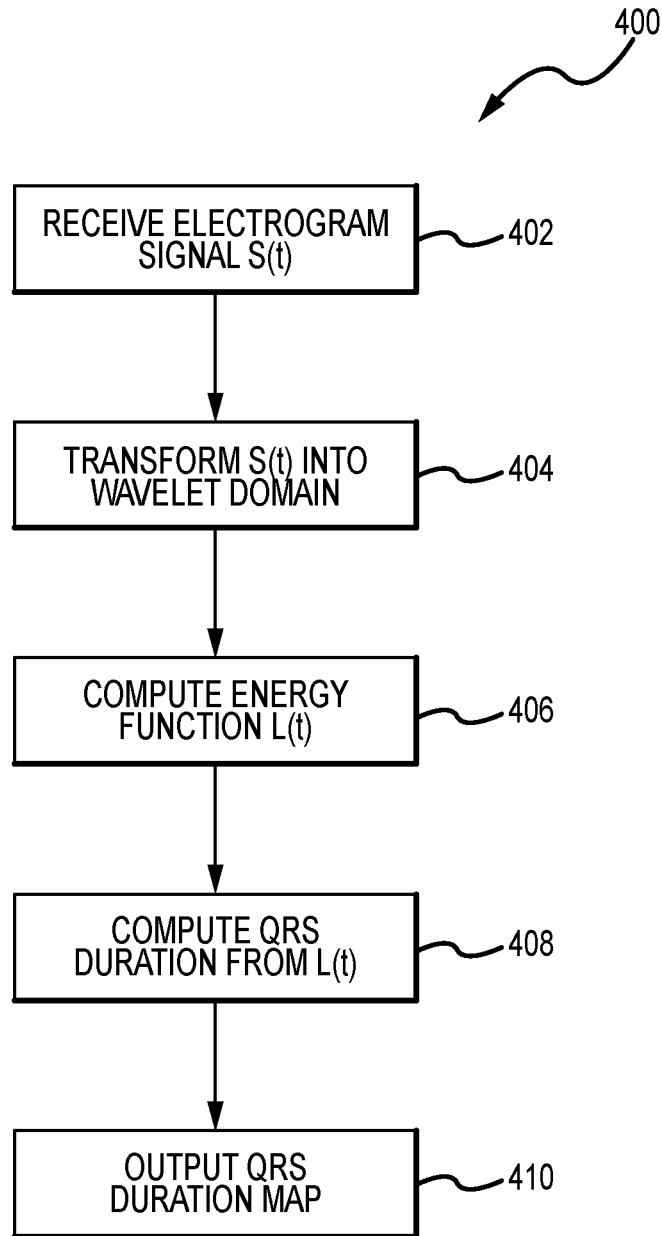 400
RECEIVE ELECTROGRAM
SIGNAL S(t)
402
TRANSFORM S(t) INTO
WAVELET DOMAIN
404
COMPUTE ENERGY
FUNCTION L(t)
406
COMPUTE QRS
DURATION FROM L(t)
408
OUTPUT QRS
DURATION MAP
410